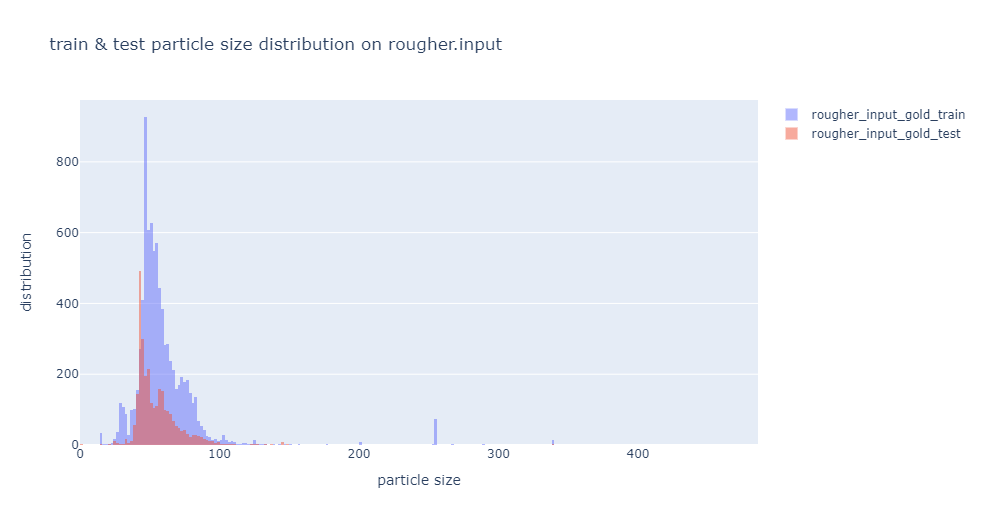 train & test particle size distribution on rougher.input
rougher_input_gold_train
rougher_input_gold_test
distribution
800
600
400
200
0
0 100 200 300 400
particle size